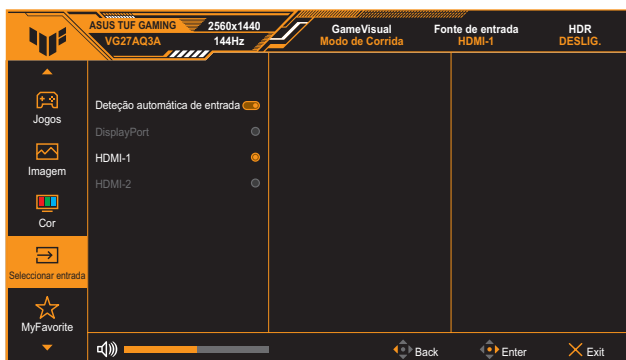 ASUS TUF GAMING 2560x1440 GameVisual Fonte de entrada HDR
VG27AQ3A 144Hz Modo de Corrida HDMI-1 DESLIG.
Jogos
Imagem
Cor
Seleccionar entrada
MyFavorite
Deteção automática de entrada
DisplayPort
HDMI-1
HDMI-2
Back Enter Exit